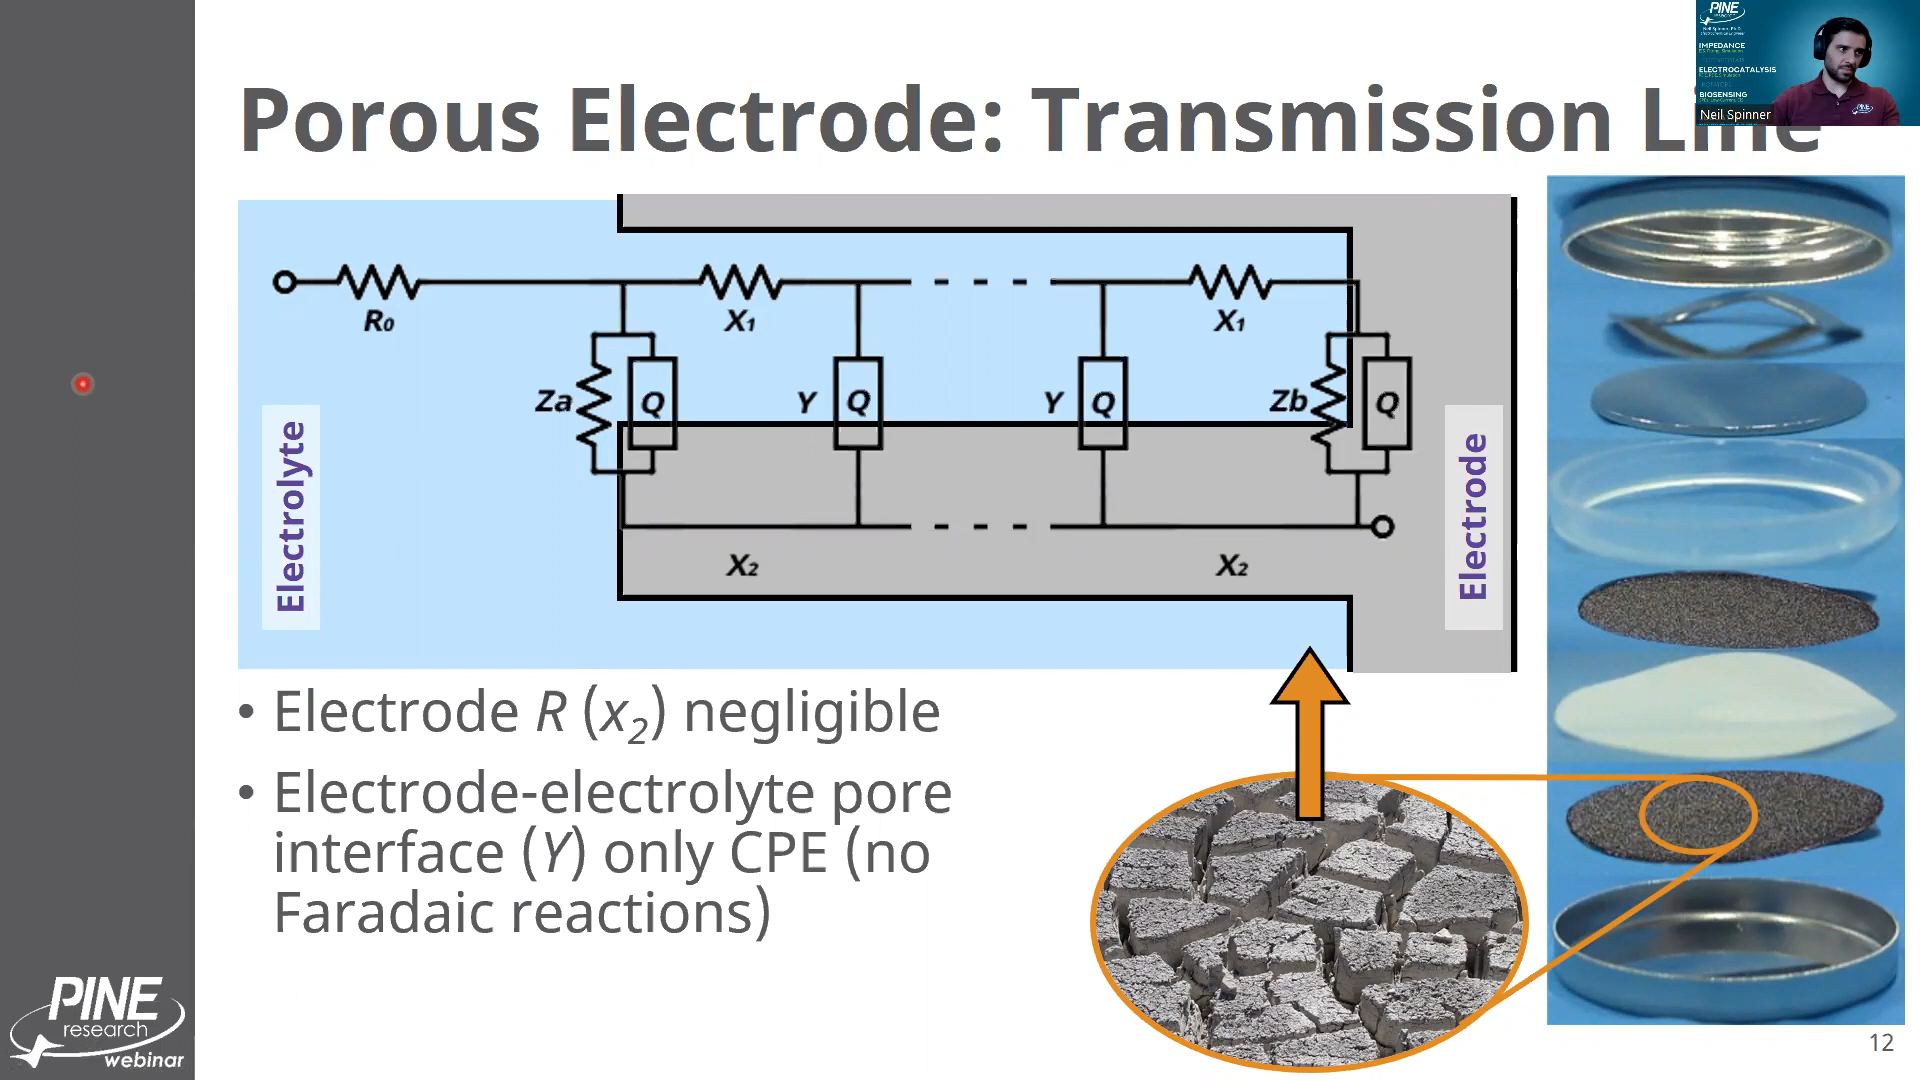 Porous Electrode: Transmission Line
PINE
IMPEDANCE
ELECTROCATALYSIS
BIOSENSING
PINE
Neil Spinner
R0
X1
X1
Za
Q
Y
Q
Y
Q
Zb
Q
X2
X2
Electrolyte
Electrode
• Electrode R (x2) negligible
• Electrode-electrolyte pore
interface (Y) only CPE (no
Faradaic reactions)
PINE
research
webinar
12